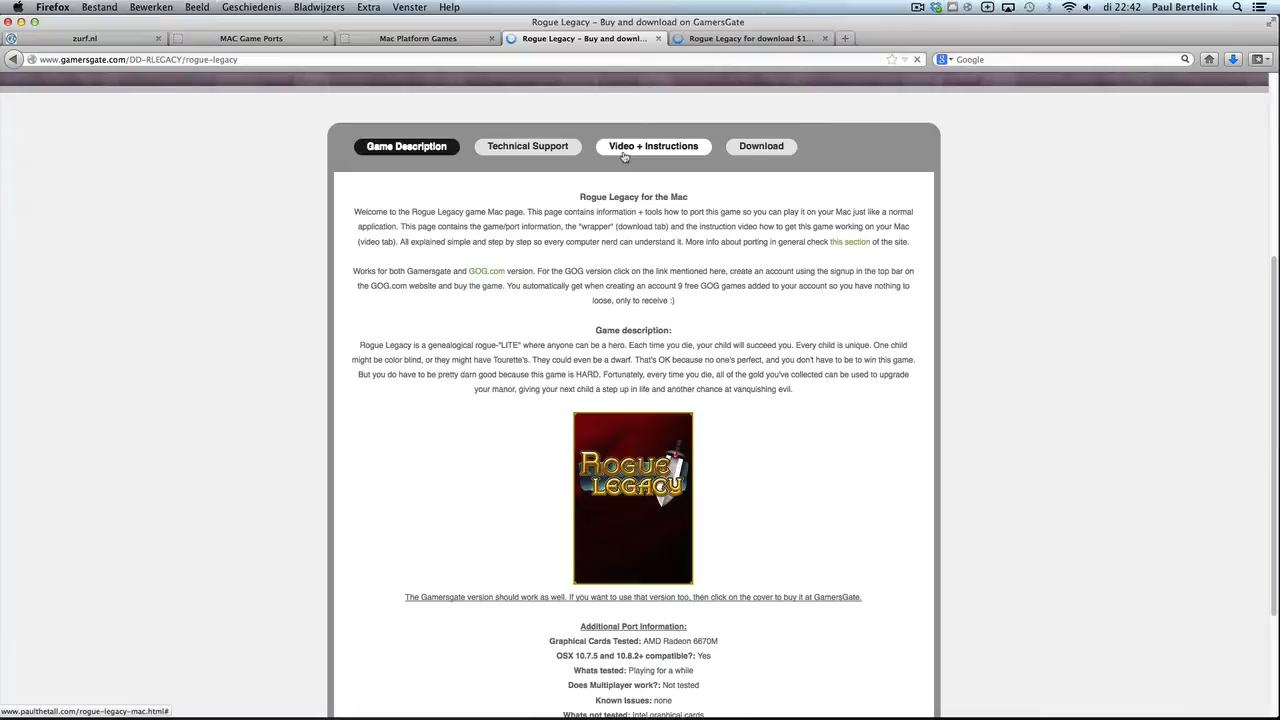 Firefox Bestand Bewerken Beeld Geschiedenis Bladwijzers Extra Venster Help di 22:42 Paul Bertelink
Rogue Legacy – Buy and download on GamersGate
zurf.nl MAC Game Ports Mac Platform Games Rogue Legacy – Buy and downl... Rogue Legacy for download $1...
www.gamersgate.com/DD-RLEGACY/rogue-legacy Google
Game Description Technical Support Video + Instructions Download
Rogue Legacy for the Mac
Welcome to the Rogue Legacy game Mac page. This page contains information + tools how to port this game so you can play it on your Mac just like a normal
application. This page contains the game/port information, the "wrapper" (download tab) and the instruction video how to get this game working on your Mac
(video tab). All explained simple and step by step so every computer nerd can understand it. More info about porting in general check this section of the site.
Works for both Gamersgate and GOG.com version. For the GOG version click on the link mentioned here, create an account using the signup in the top bar on
the GOG.com website and buy the game. You automatically get when creating an account 9 free GOG games added to your account so you have nothing to
loose, only to receive :)
Game description:
Rogue Legacy is a genealogical rogue-"LITE" where anyone can be a hero. Each time you die, your child will succeed you. Every child is unique. One child
might be color blind, or they might have Tourette's. They could even be a dwarf. That's OK because no one's perfect, and you don't have to be to win this game.
But you do have to be pretty darn good because this game is HARD. Fortunately, every time you die, all of the gold you've collected can be used to upgrade
your manor, giving your next child a step up in life and another chance at vanquishing evil.
ROGUE
LEGACY
The Gamersgate version should work as well. If you want to use that version too, then click on the cover to buy it at GamersGate.
Additional Port Information:
Graphical Cards Tested: AMD Radeon 6670M
OSX 10.7.5 and 10.8.2+ compatible?: Yes
Whats tested: Playing for a while
Does Multiplayer work?: Not tested
Known Issues: none
Whats not tested: Intel graphical cards
www.paulthetall.com/rogue-legacy-mac.html#